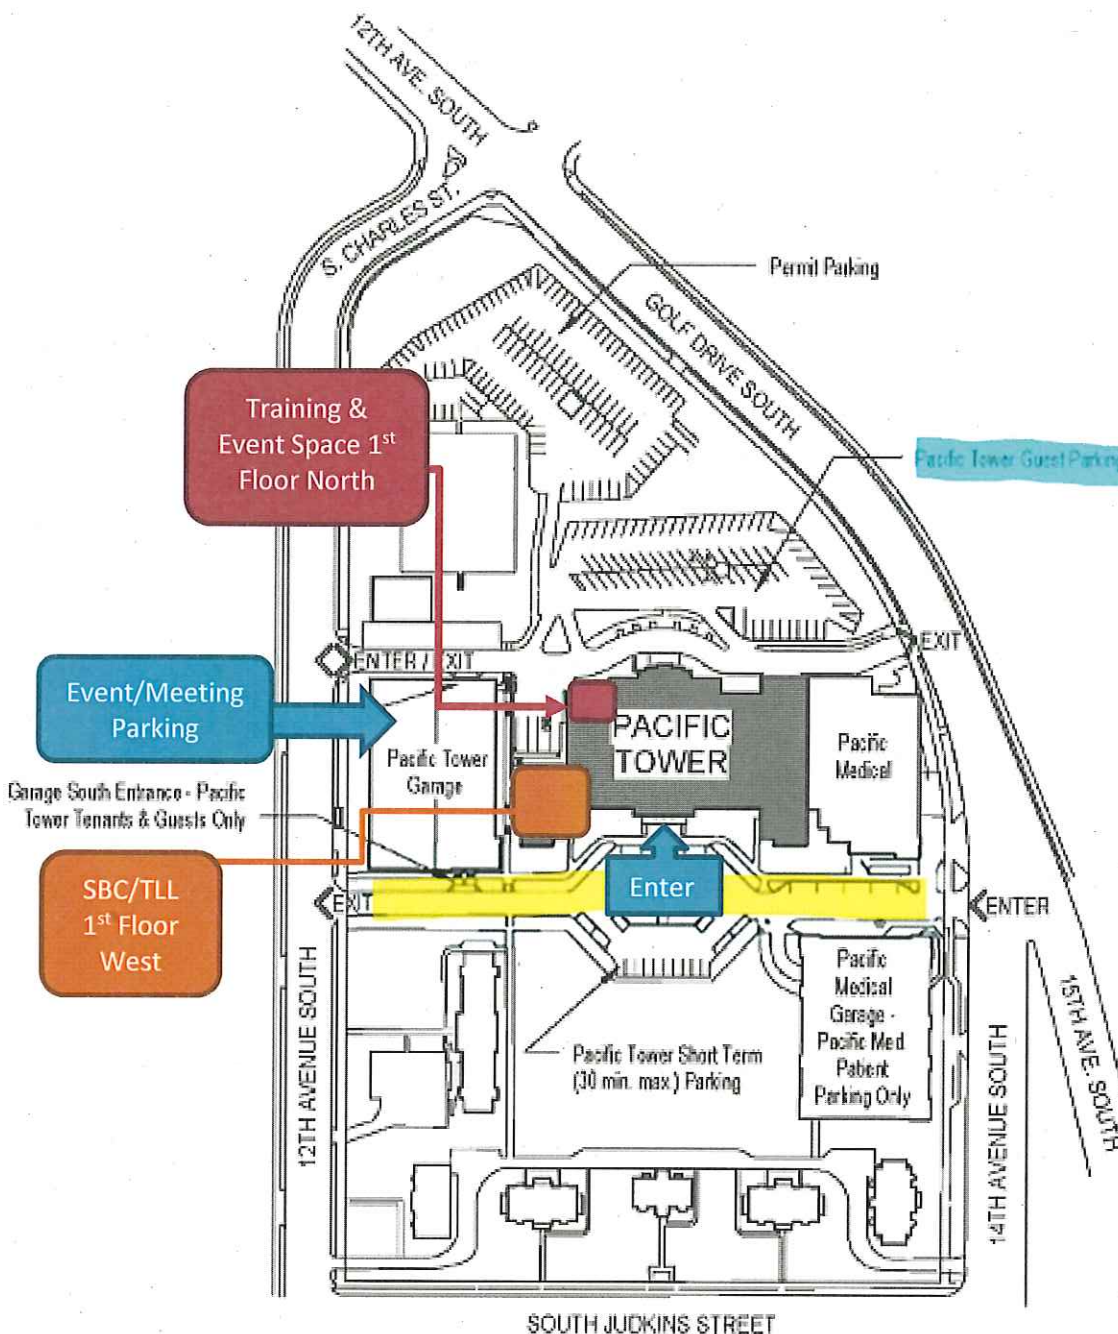 12TH AVE. SOUTH
S. CHARLES ST.
Permit Parking
GOLF DRIVE SOUTH
Training &
Event Space 1st
Floor North
Pacific Tower Guest Parking
ENTER / EXIT
EXIT
Event/Meeting
Parking
PACIFIC
TOWER
Pacific
Medical
Pacific Tower
Garage
Garage South Entrance - Pacific
Tower Tenants & Guests Only
SBC/TLL
1st Floor
West
Enter
EXIT
ENTER
Pacific
Medical
Garage -
Pacific Med
Patient
Parking Only
Pacific Tower Short Term
(30 min. max.) Parking
12TH AVENUE SOUTH
14TH AVENUE SOUTH
15TH AVE. SOUTH
SOUTH JUDKINS STREET